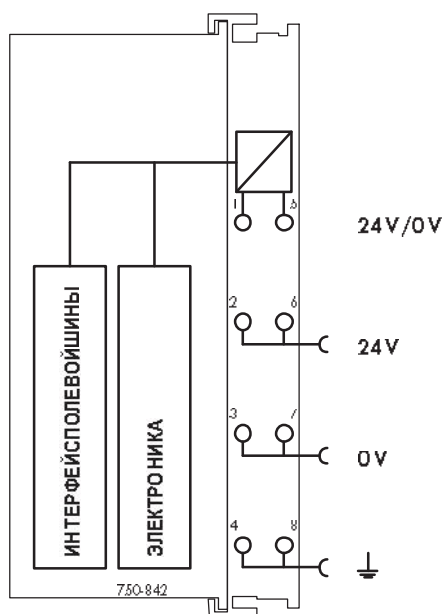 1 5
24V/0V
2 6
24V
3 7
0V
4 8
ИНТЕРФЕЙСПОЛЕВОЙШИНЫ
ЭЛЕКТРОНИКА
750-842